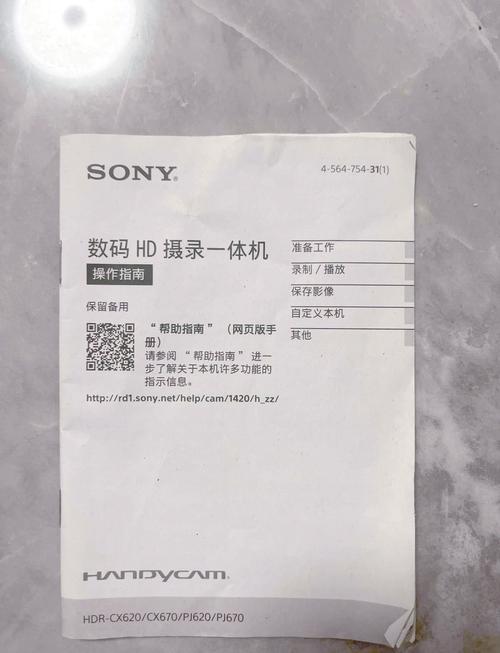 SONY®
4-564-754-31(1)
数码 HD 摄录一体机
操作指南
保留备用
“帮助指南”（网页版手
册）
请参阅“帮助指南”进一
步了解关于本机许多功能的
指示信息。
http://rd1.sony.net/help/cam/1420/h_zz/
准备工作
录制 / 播放
保存影像
自定义本机
其他
HANDYCAM®
HDR-CX620/CX670/PJ620/PJ670